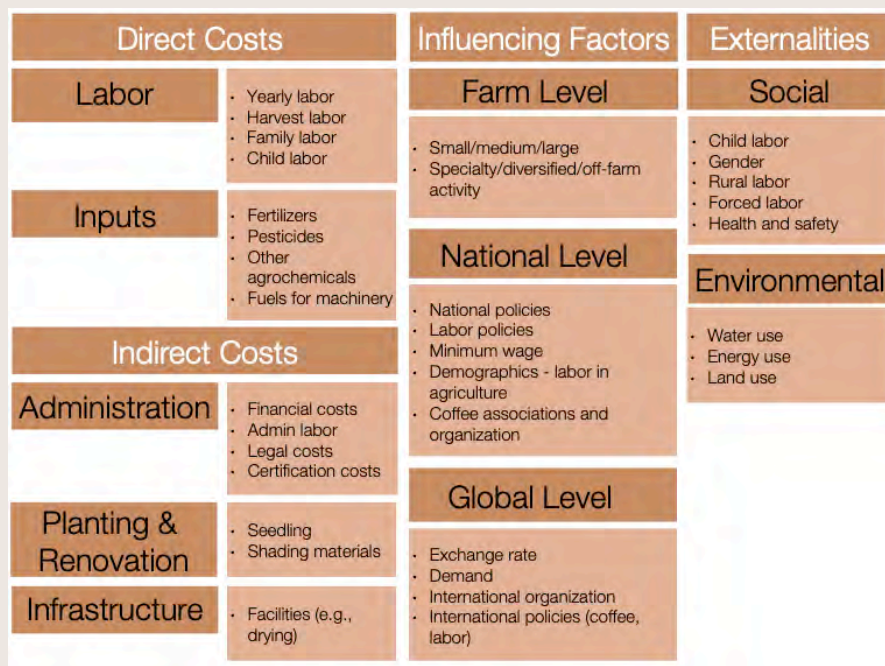 Direct Costs
Labor
· Yearly labor
· Harvest labor
· Family labor
· Child labor
Inputs
· Fertilizers
· Pesticides
· Other
agrochemicals
· Fuels for machinery
Indirect Costs
Administration
· Financial costs
· Admin labor
· Legal costs
· Certification costs
Planting &
Renovation
· Seedling
· Shading materials
Infrastructure
· Facilities (e.g.,
drying)
Influencing Factors
Farm Level
· Small/medium/large
· Specialty/diversified/off-farm
activity
National Level
· National policies
· Labor policies
· Minimum wage
· Demographics - labor in
agriculture
· Coffee associations and
organization
Global Level
· Exchange rate
· Demand
· International organization
· International policies (coffee,
labor)
Externalities
Social
· Child labor
· Gender
· Rural labor
· Forced labor
· Health and safety
Environmental
· Water use
· Energy use
· Land use